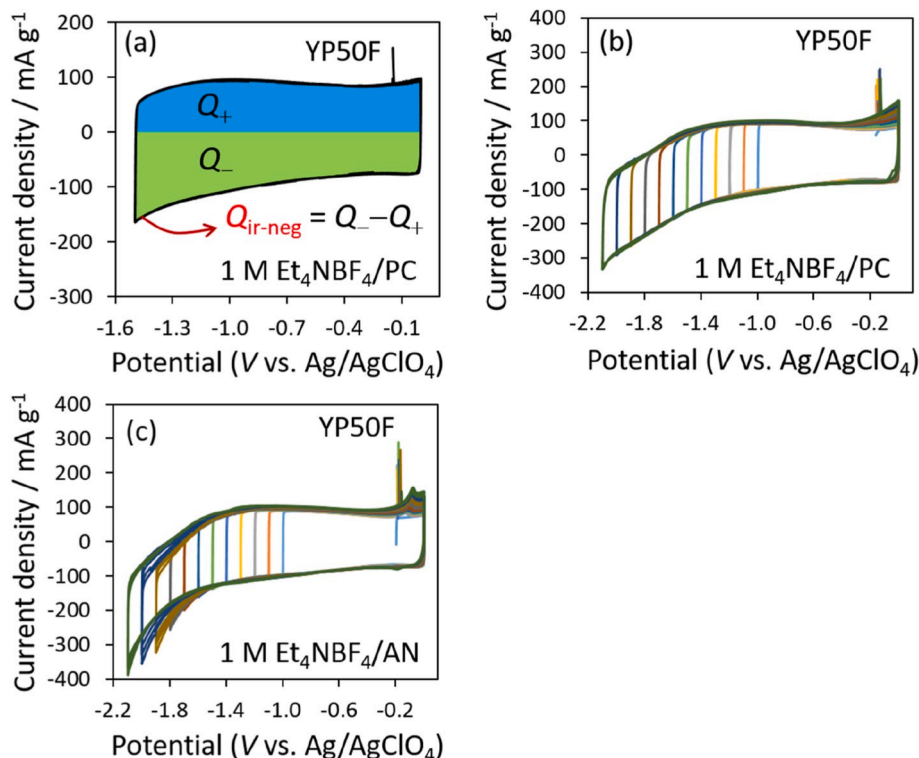 (a)
YP50F
Current density / mA g⁻¹
200
100
0
-100
-200
-300
Q₊
Q₋
Q_ir-neg = Q₋–Q₊
1 M Et₄NBF₄/PC
-1.6 -1.3 -1.0 -0.7 -0.4 -0.1
Potential (V vs. Ag/AgClO₄)
(b)
YP50F
Current density / mA g⁻¹
400
300
200
100
0
-100
-200
-300
-400
1 M Et₄NBF₄/PC
-2.2 -1.8 -1.4 -1.0 -0.6 -0.2
Potential (V vs. Ag/AgClO₄)
(c)
YP50F
Current density / mA g⁻¹
400
300
200
100
0
-100
-200
-300
-400
1 M Et₄NBF₄/AN
-2.2 -1.8 -1.4 -1.0 -0.6 -0.2
Potential (V vs. Ag/AgClO₄)